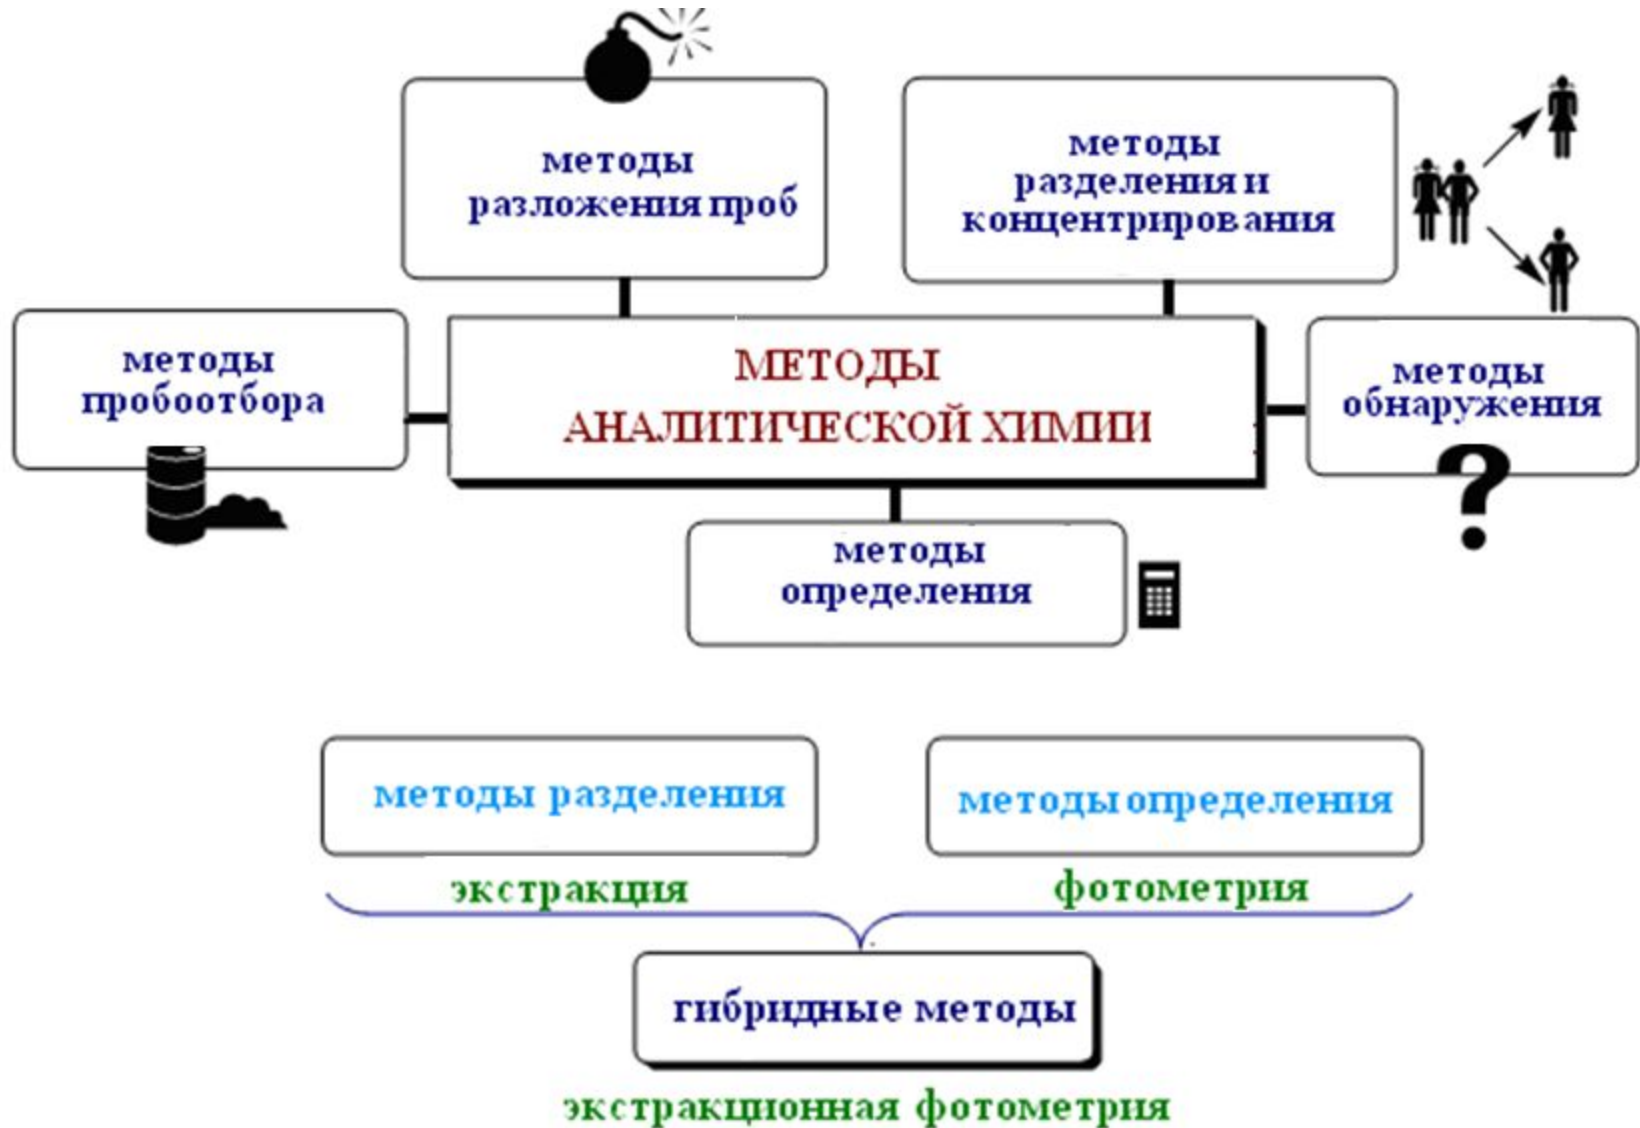 методы
разложения проб
методы
разделения и
концентрирования
методы
пробоотбора
МЕТОДЫ
АНАЛИТИЧЕСКОЙ ХИМИИ
методы
обнаружения
?
методы
определения
методы разделения
методы определения
экстракция
фотометрия
гибридные методы
экстракционная фотометрия